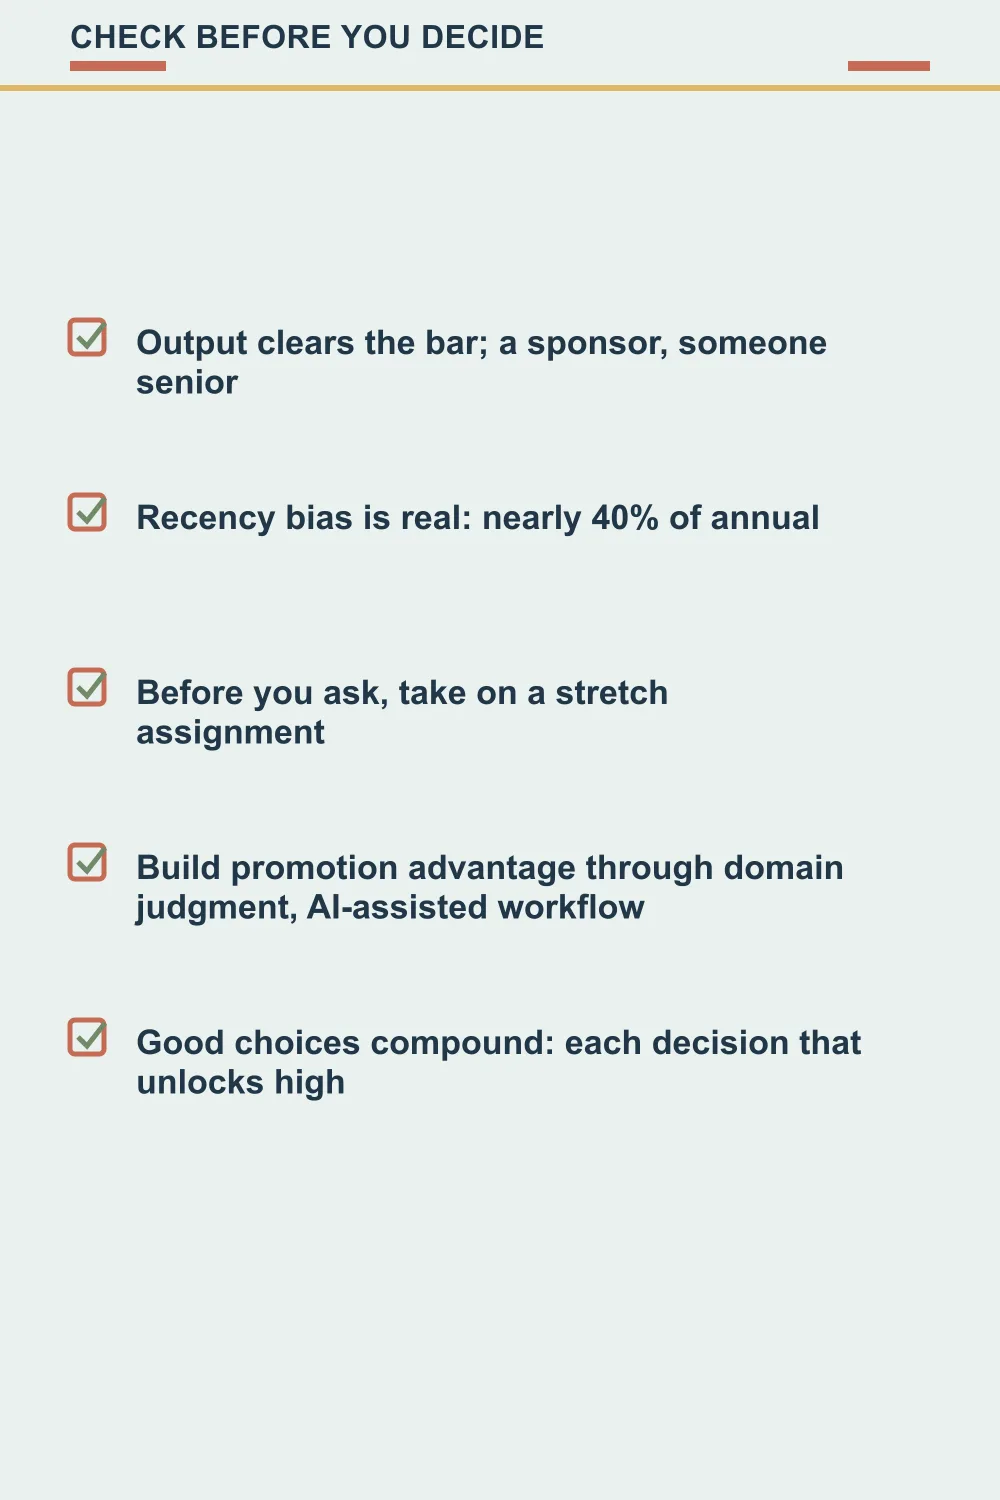 CHECK BEFORE YOU DECIDE
Output clears the bar; a sponsor, someone
senior
Recency bias is real: nearly 40% of annual
Before you ask, take on a stretch
assignment
Build promotion advantage through domain
judgment, AI-assisted workflow
Good choices compound: each decision that
unlocks high